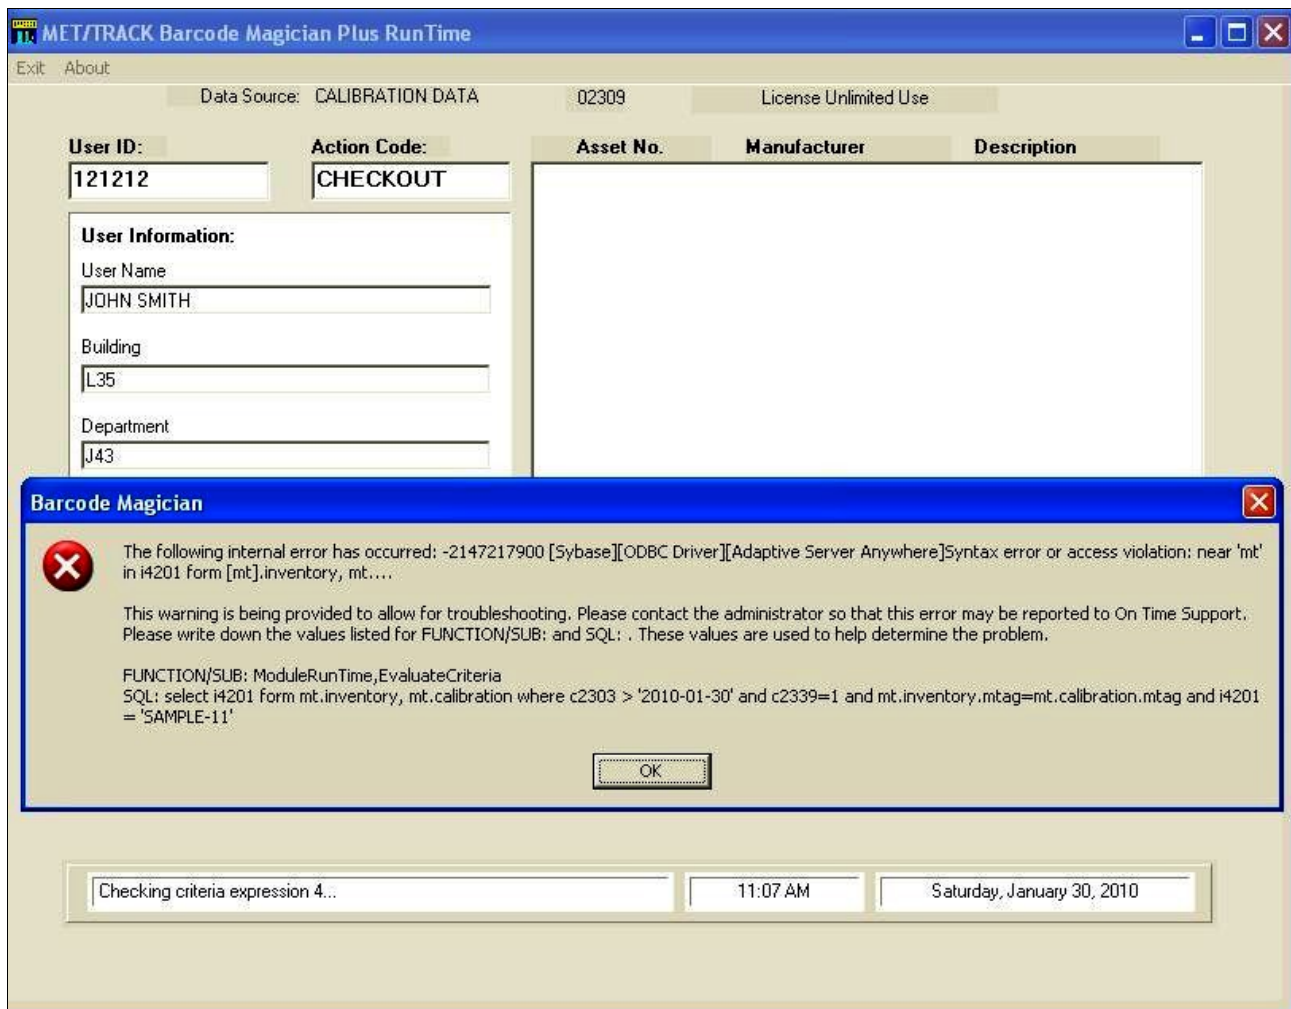 MET/TRACK Barcode Magician Plus RunTime
Exit About
Data Source: CALIBRATION DATA 02309 License Unlimited Use
User ID: Action Code: Asset No. Manufacturer Description
121212 CHECKOUT
User Information:
User Name
JOHN SMITH
Building
L35
Department
J43
Barcode Magician
The following internal error has occurred: -2147217900 [Sybase][ODBC Driver][Adaptive Server Anywhere]Syntax error or access violation: near 'mt'
in i4201 form [mt].inventory, mt....
This warning is being provided to allow for troubleshooting. Please contact the administrator so that this error may be reported to On Time Support.
Please write down the values listed for FUNCTION/SUB: and SQL: . These values are used to help determine the problem.
FUNCTION/SUB: ModuleRunTime,EvaluateCriteria
SQL: select i4201 form mt.inventory, mt.calibration where c2303 > '2010-01-30' and c2339=1 and mt.inventory.mtag=mt.calibration.mtag and i4201
= 'SAMPLE-11'
OK
Checking criteria expression 4... 11:07 AM Saturday, January 30, 2010